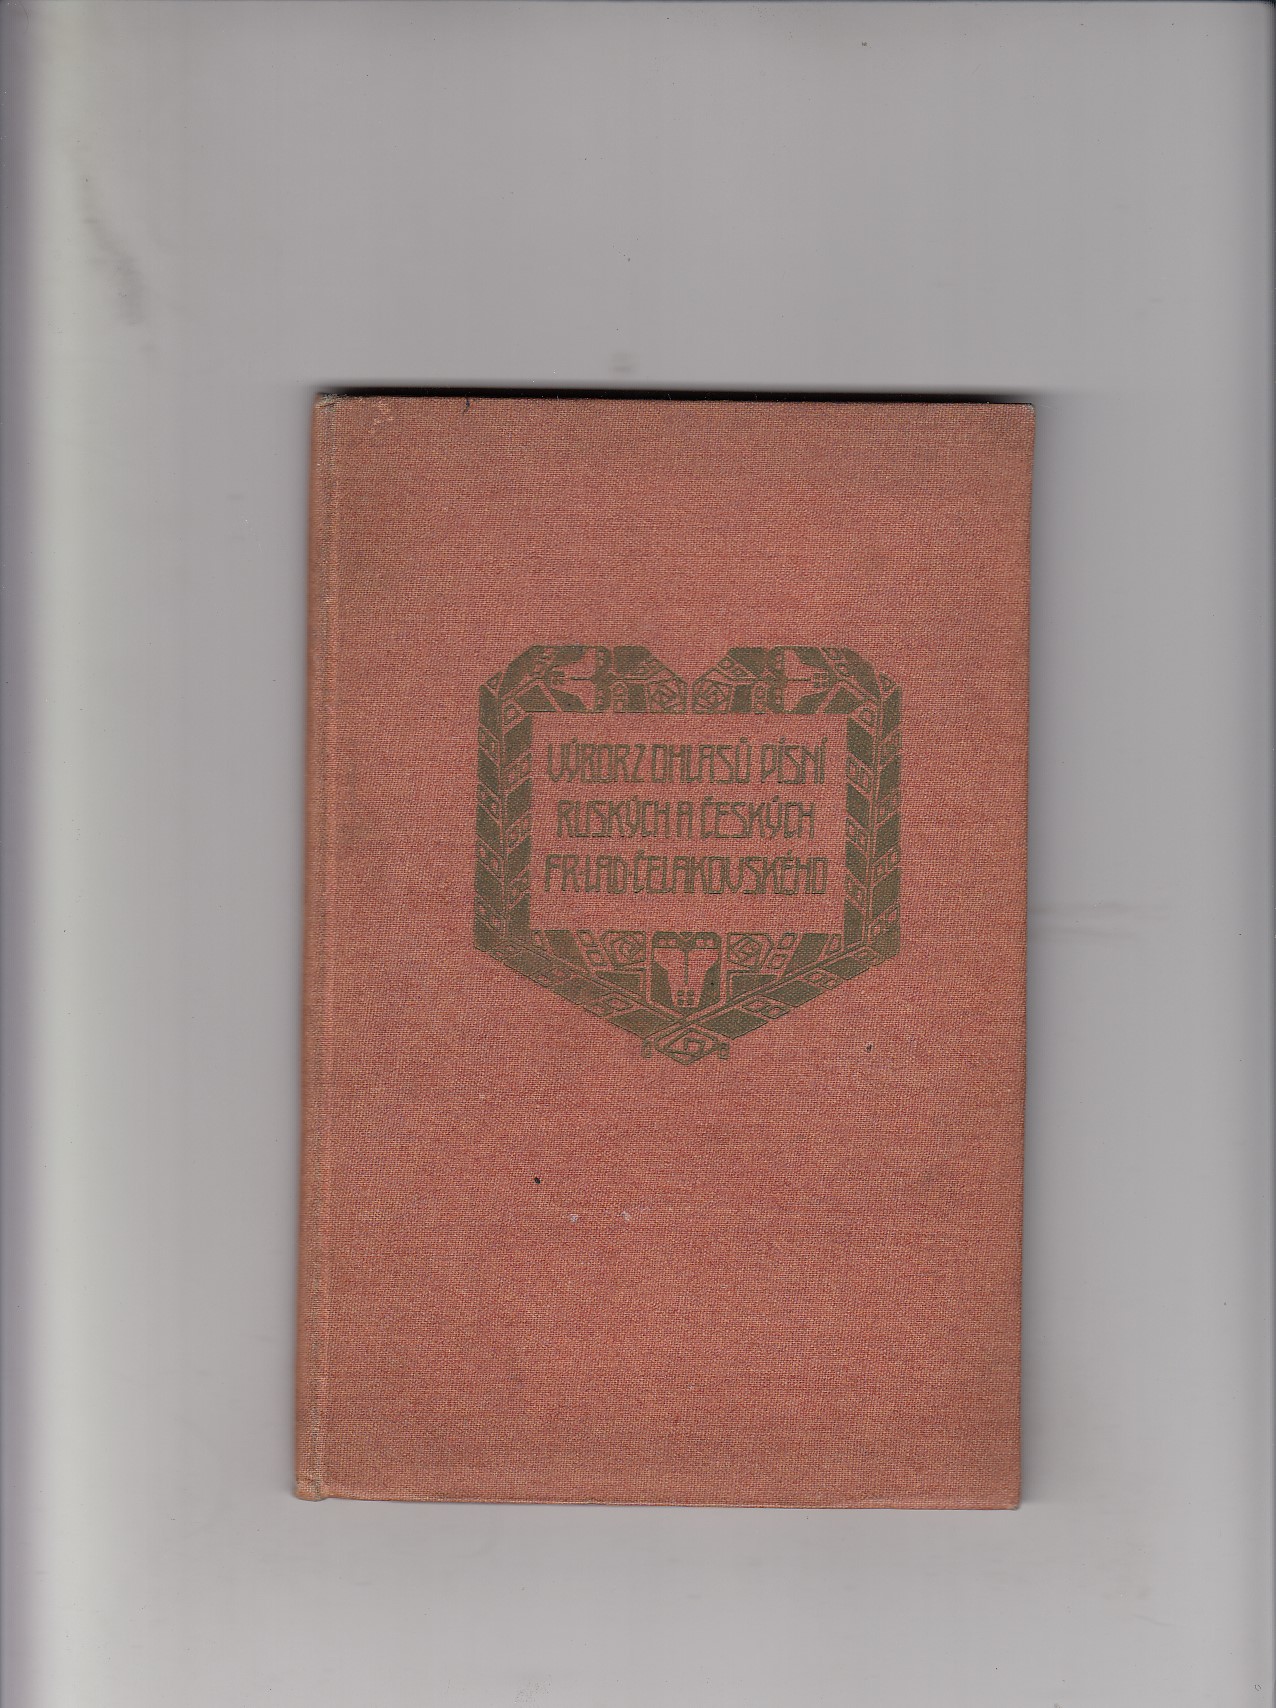 VÝBOR Z OHLASŮ PÍSNÍ
RUSKÝCH A ČESKÝCH
FR·LAD·ČELAKOVSKÉHO